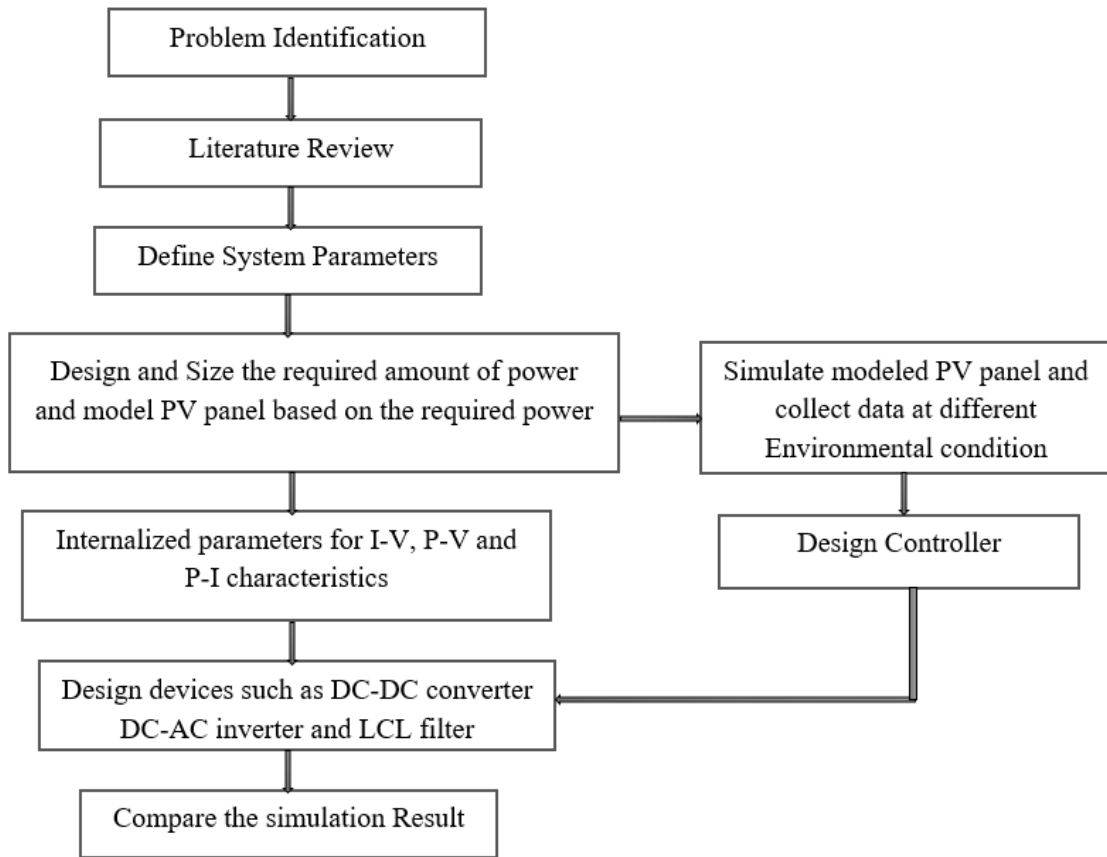 Problem Identification
Literature Review
Define System Parameters
Design and Size the required amount of power
and model PV panel based on the required power
Simulate modeled PV panel and
collect data at different
Environmental condition
Internalized parameters for I-V, P-V and
P-I characteristics
Design Controller
Design devices such as DC-DC converter
DC-AC inverter and LCL filter
Compare the simulation Result